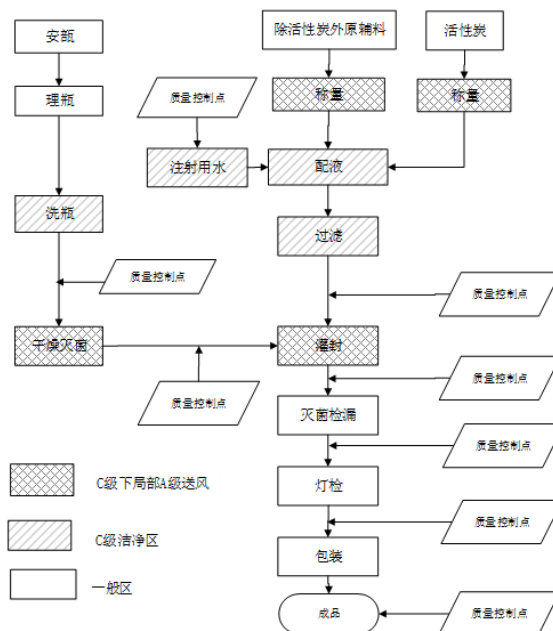 安瓿
除活性炭外原辅料
活性炭
理瓶
质量控制点
称量
称量
注射用水
配液
洗瓶
过滤
质量控制点
质量控制点
干燥灭菌
灌封
质量控制点
质量控制点
灭菌检漏
质量控制点
C级下局部A级送风
灯检
质量控制点
C级洁净区
包装
一般区
成品
质量控制点